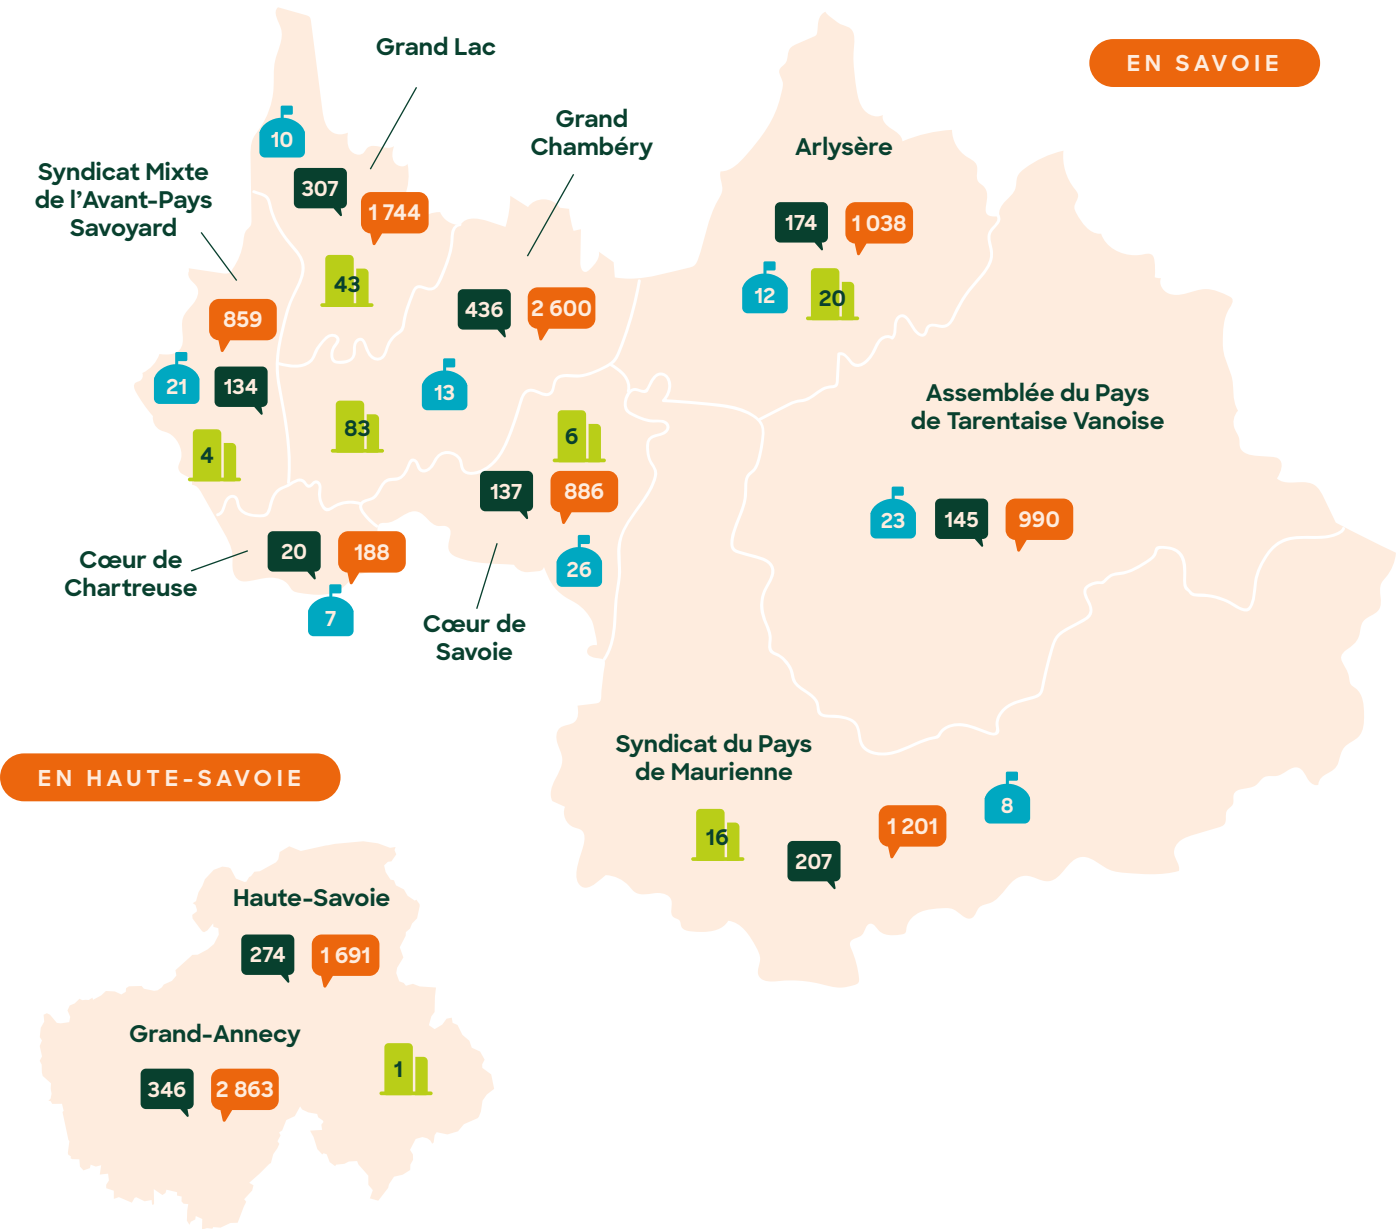 EN SAVOIE
Grand Lac
10
307
1 744
43
Grand
Chambéry
436
2 600
13
83
Syndicat Mixte
de l'Avant-Pays
Savoyard
859
21
134
4
Arlysère
174
1 038
12
20
Assemblée du Pays
de Tarentaise Vanoise
23
145
990
6
137
886
26
Cœur de
Savoie
Cœur de
Chartreuse
20
188
7
Syndicat du Pays
de Maurienne
16
207
1 201
8
EN HAUTE-SAVOIE
Haute-Savoie
274
1 691
Grand-Annecy
346
2 863
1